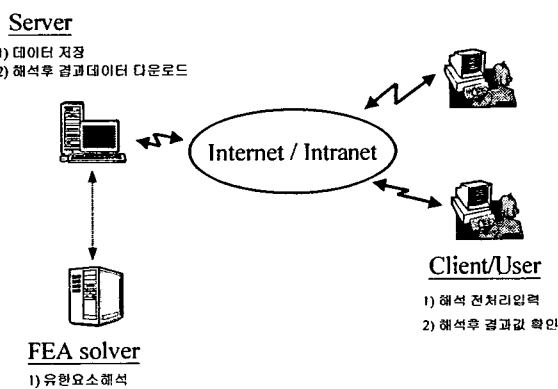 Server
1) 데이터 저장
2) 해석후 결과데이터 다운로드
Internet / Intranet
Client/User
1) 해석 전처리입력
2) 해석후 결과값 확인
FEA solver
1) 유한요소해석